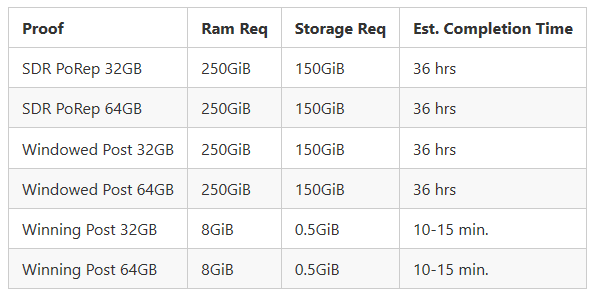 Proof Ram Req Storage Req Est. Completion Time
SDR PoRep 32GB 250GiB 150GiB 36 hrs
SDR PoRep 64GB 250GiB 150GiB 36 hrs
Windowed Post 32GB 250GiB 150GiB 36 hrs
Windowed Post 64GB 250GiB 150GiB 36 hrs
Winning Post 32GB 8GiB 0.5GiB 10-15 min.
Winning Post 64GB 8GiB 0.5GiB 10-15 min.